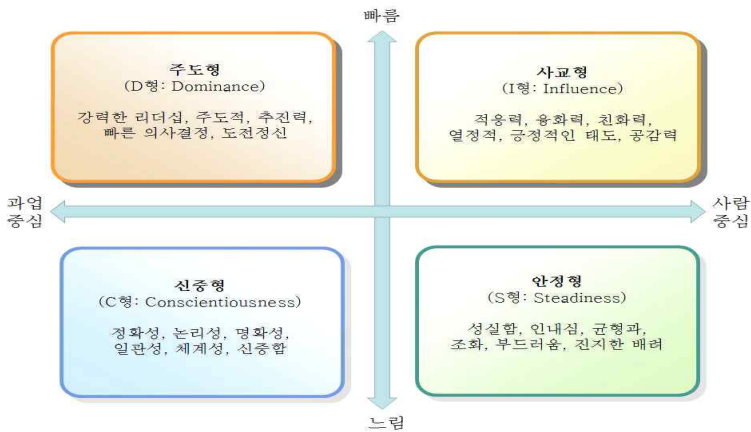 빠름
주도형
(D형: Dominance)
강력한 리더십, 주도적, 추진력,
빠른 의사결정, 도전정신
사교형
(I형: Influence)
적응력, 융화력, 친화력,
열정적, 긍정적인 태도, 공감력
과업
중심
사람
중심
신중형
(C형: Conscientiousness)
정확성, 논리성, 명확성,
일관성, 체계성, 신중함
안정형
(S형: Steadiness)
성실함, 인내심, 균형과,
조화, 부드러움, 진지한 배려
느림